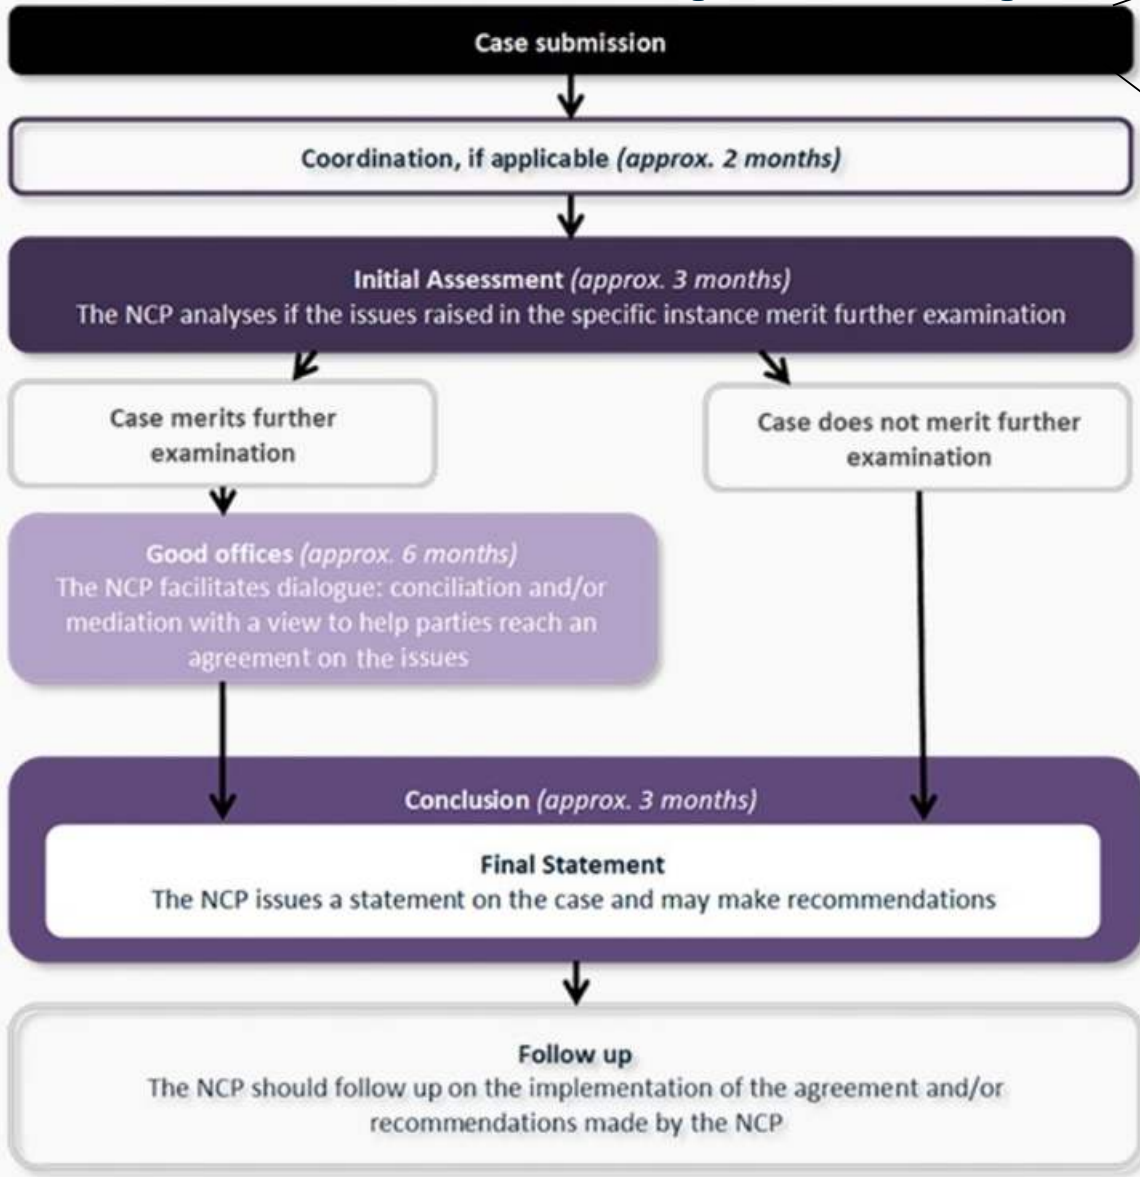 Case submission
Coordination, if applicable (approx. 2 months)
Initial Assessment (approx. 3 months)
The NCP analyses if the issues raised in the specific instance merit further examination
Case merits further
examination
Case does not merit further
examination
Good offices (approx. 6 months)
The NCP facilitates dialogue: conciliation and/or
mediation with a view to help parties reach an
agreement on the issues
Conclusion (approx. 3 months)
Final Statement
The NCP issues a statement on the case and may make recommendations
Follow up
The NCP should follow up on the implementation of the agreement and/or
recommendations made by the NCP